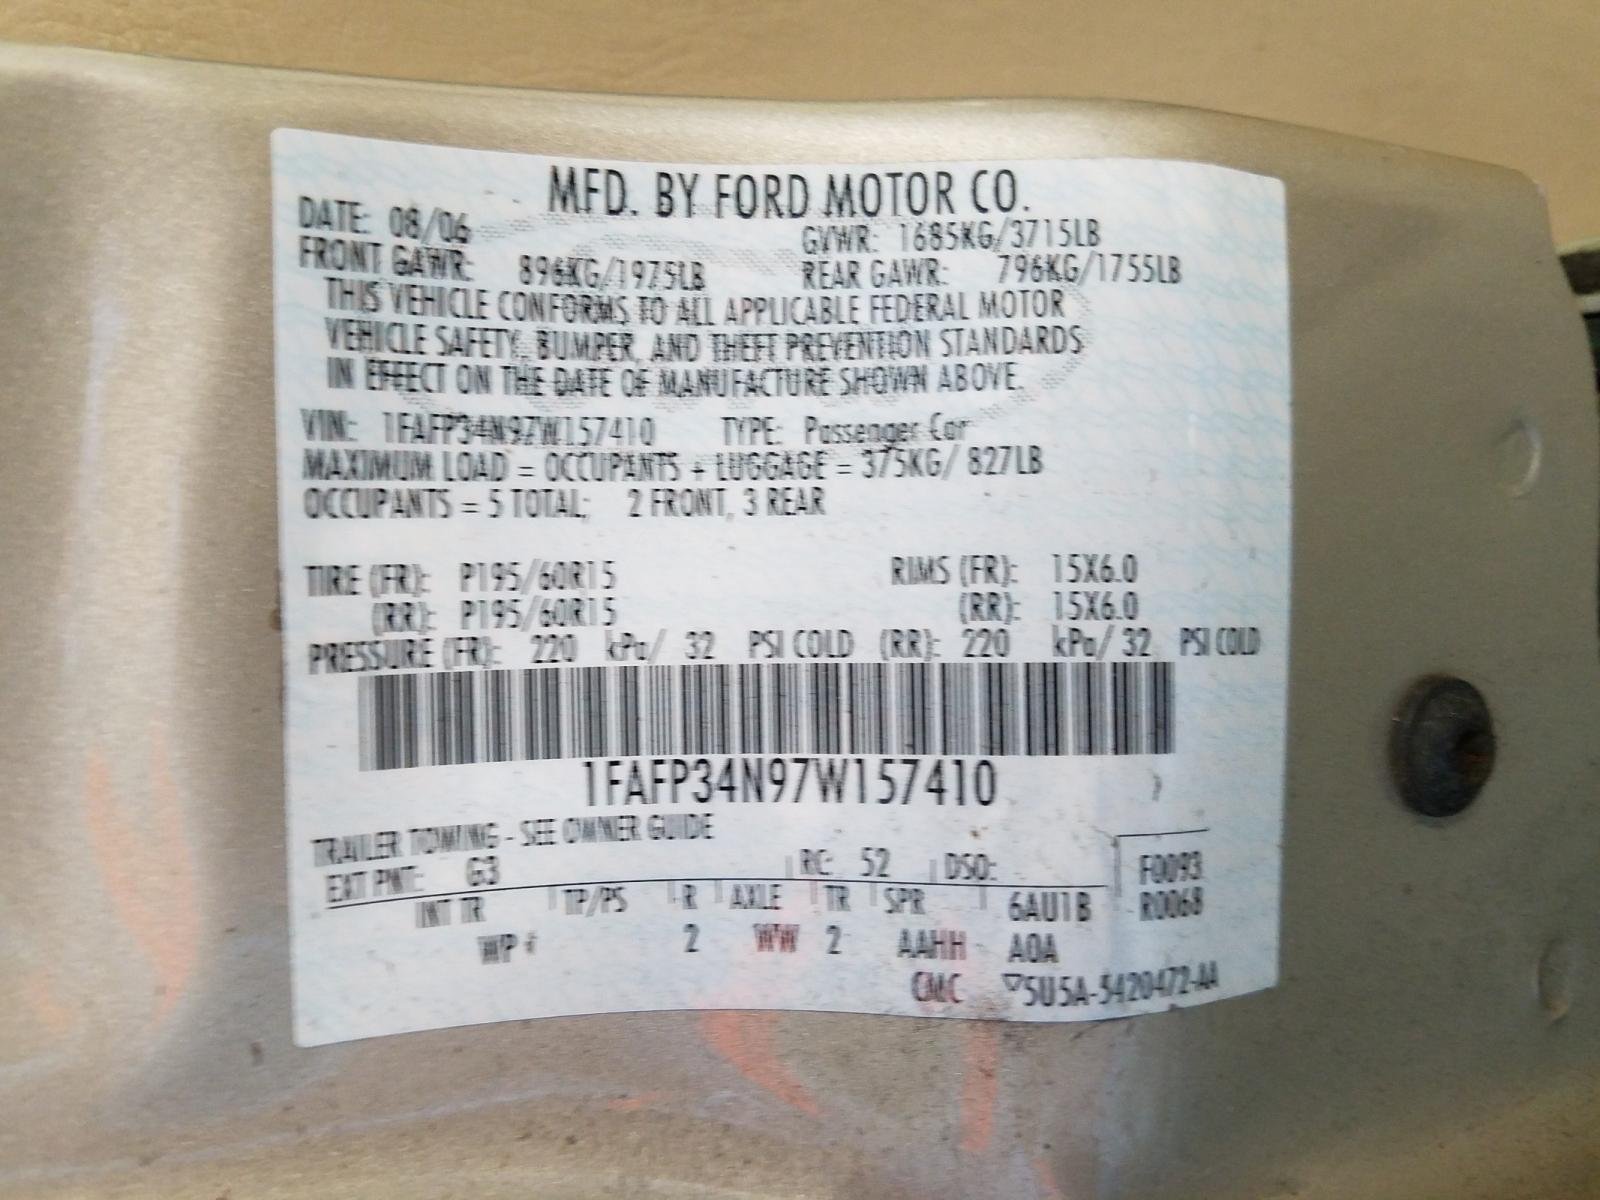 MFD. BY FORD MOTOR CO.
DATE: 08/06 GVWR: 1685KG/3715LB
FRONT GAWR: 896KG/1975LB REAR GAWR: 796KG/1755LB
THIS VEHICLE CONFORMS TO ALL APPLICABLE FEDERAL MOTOR
VEHICLE SAFETY, BUMPER, AND THEFT PREVENTION STANDARDS
IN EFFECT ON THE DATE OF MANUFACTURE SHOWN ABOVE.
VIN: 1FAFP34N97W157410 TYPE: Passenger Car
MAXIMUM LOAD = OCCUPANTS + LUGGAGE = 375KG/ 827LB
OCCUPANTS = 5 TOTAL; 2 FRONT, 3 REAR
TIRE (FR): P195/60R15 RIMS (FR): 15X6.0
(RR): P195/60R15 (RR): 15X6.0
PRESSURE (FR): 220 kPa/ 32 PSI COLD (RR): 220 kPa/ 32 PSI COLD
1FAFP34N97W157410
TRAILER TOWING - SEE OWNER GUIDE
EXT PNT: G3 RC: 52 DSO: F0093
INT TR TP/PS R AXLE TR SPR 6AU1B R0068
WP 2 WW 2 AAHH A0A
CMC ▽5U5A-5420472-AA